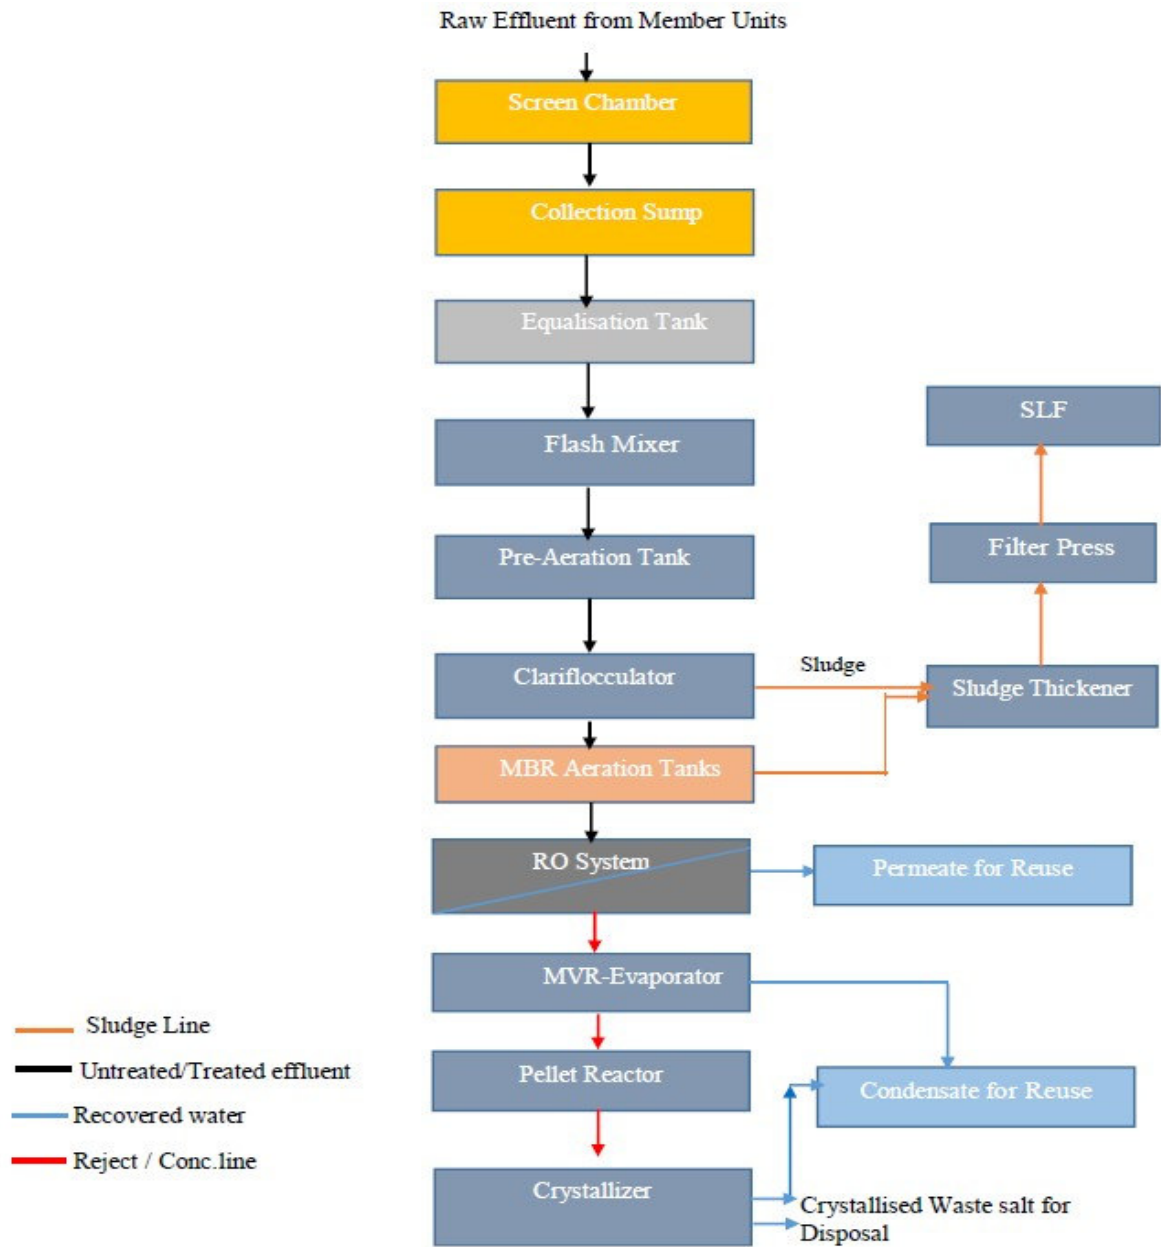 Raw Effluent from Member Units
Screen Chamber
Collection Sump
Equalisation Tank
Flash Mixer
Pre-Aeration Tank
Clariflocculator
MBR Aeration Tanks
RO System
MVR-Evaporator
Pellet Reactor
Crystallizer
Sludge
SLF
Filter Press
Sludge Thickener
Permeate for Reuse
Condensate for Reuse
Crystallised Waste salt for
Disposal
Sludge Line
Untreated/Treated effluent
Recovered water
Reject / Conc.line